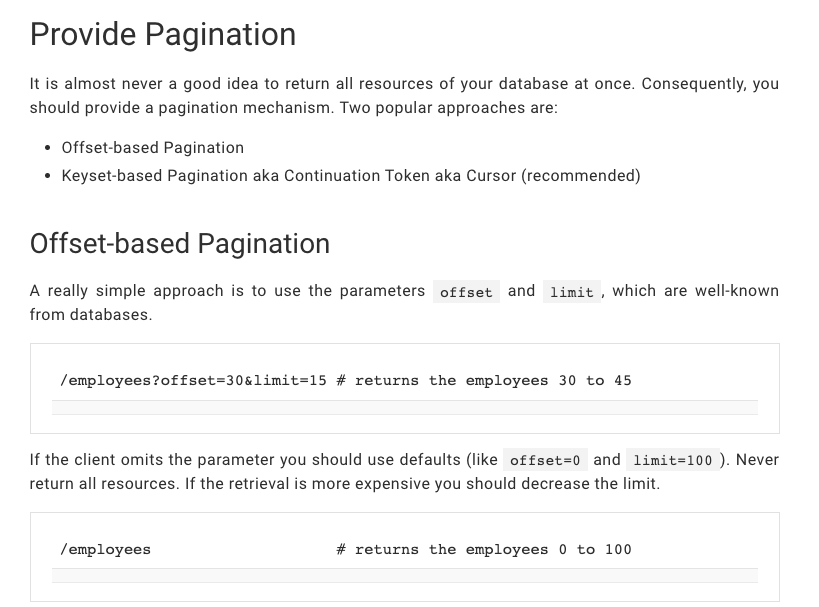 Provide Pagination
It is almost never a good idea to return all resources of your database at once. Consequently, you
should provide a pagination mechanism. Two popular approaches are:
• Offset-based Pagination
• Keyset-based Pagination aka Continuation Token aka Cursor (recommended)
Offset-based Pagination
A really simple approach is to use the parameters offset and limit , which are well-known
from databases.
/employees?offset=30&limit=15 # returns the employees 30 to 45
If the client omits the parameter you should use defaults (like offset=0 and limit=100 ). Never
return all resources. If the retrieval is more expensive you should decrease the limit.
/employees # returns the employees 0 to 100